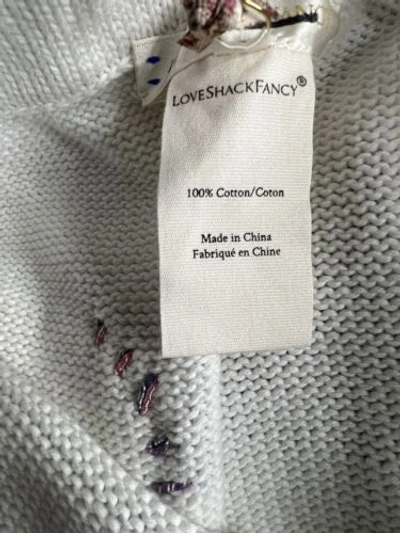 LOVESHACKFANCY®
100% Cotton/Coton
Made in China
Fabriqué en Chine